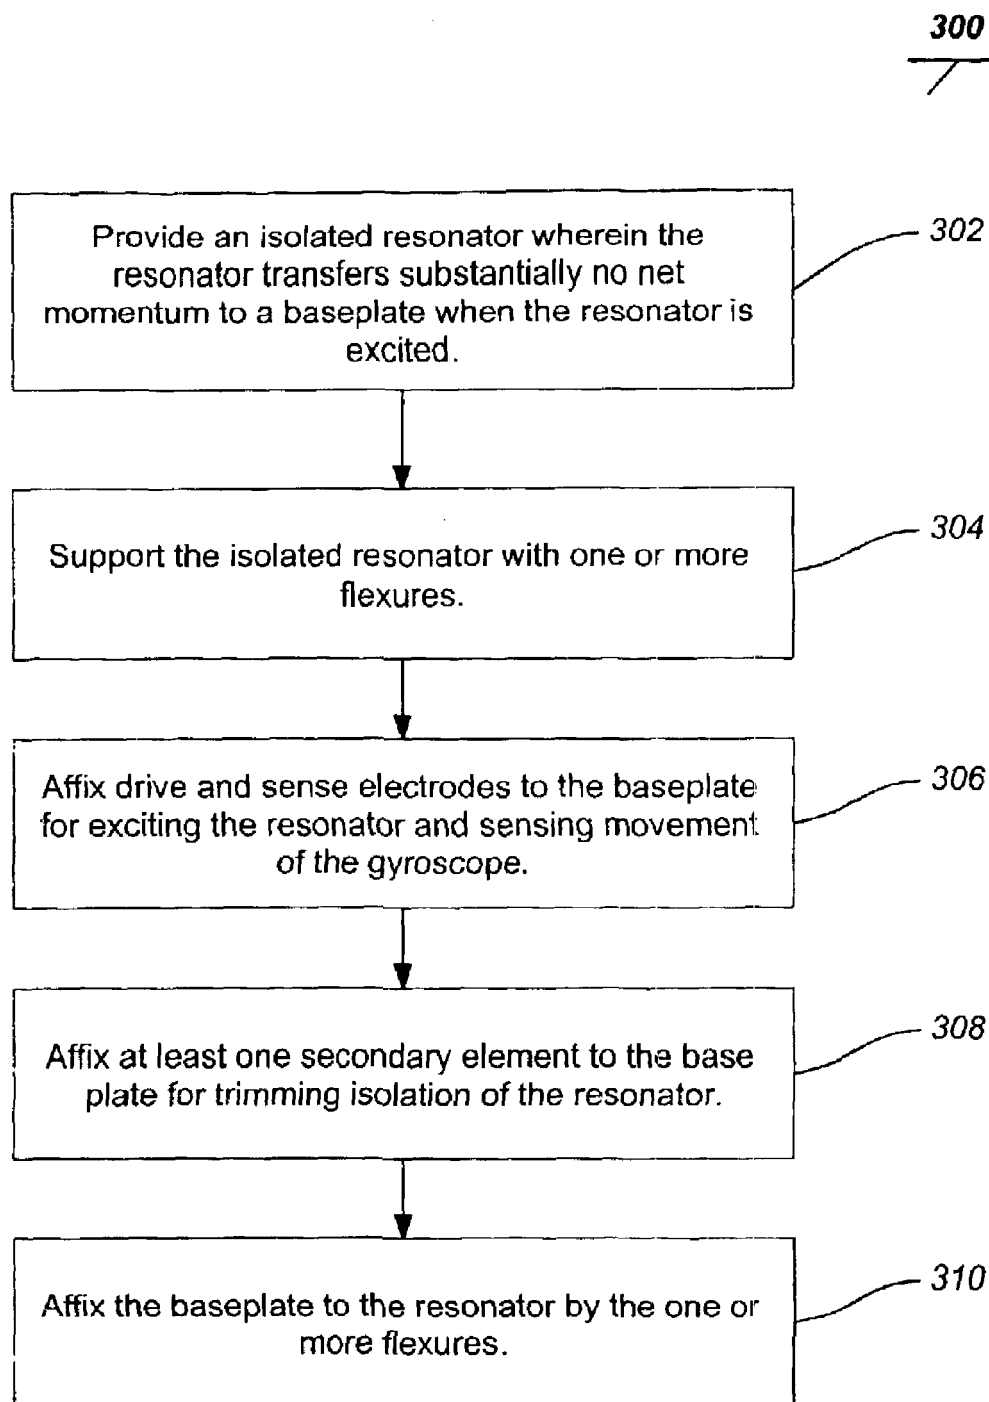 300
Provide an isolated resonator wherein the
resonator transfers substantially no net
momentum to a baseplate when the resonator is
excited.
302
Support the isolated resonator with one or more
flexures.
304
Affix drive and sense electrodes to the baseplate
for exciting the resonator and sensing movement
of the gyroscope.
306
Affix at least one secondary element to the base
plate for trimming isolation of the resonator.
308
Affix the baseplate to the resonator by the one or
more flexures.
310